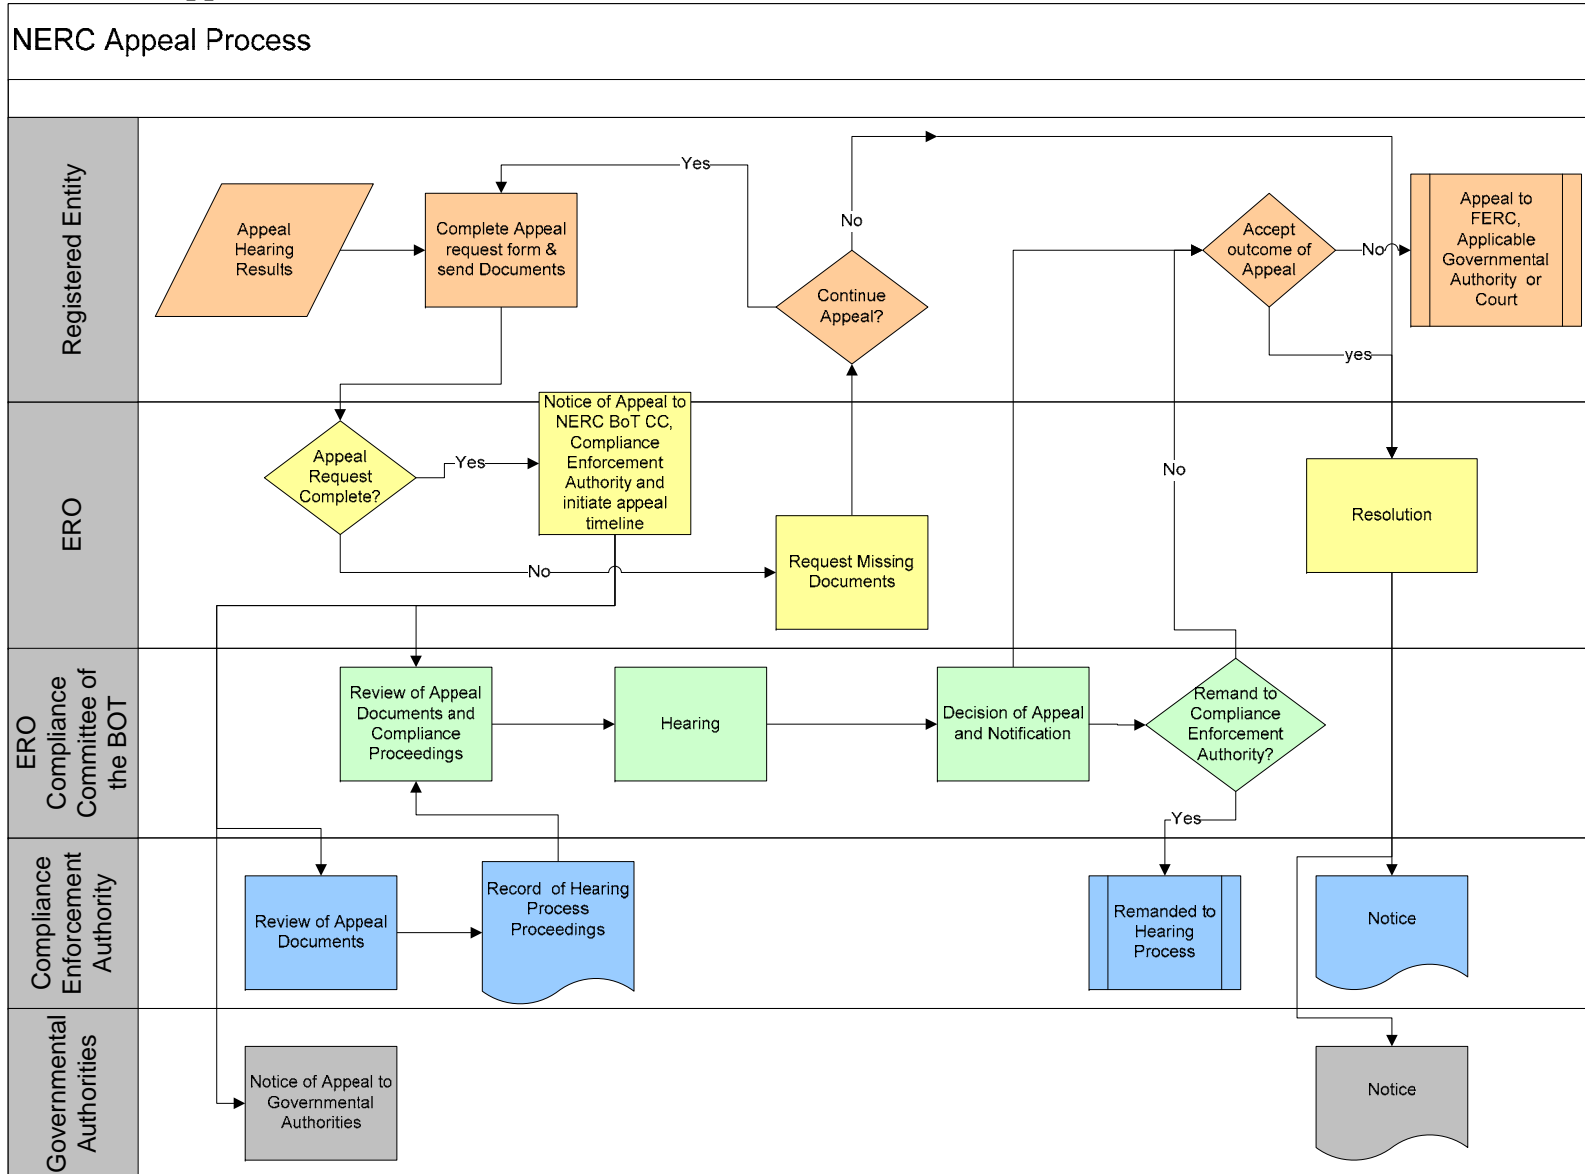 NERC Appeal Process
Registered Entity
Appeal
Hearing
Results
Complete Appeal
request form &
send Documents
Yes
Continue
Appeal?
No
Accept
outcome of
Appeal
No
yes
Appeal to
FERC,
Applicable
Governmental
Authority or
Court
ERO
Appeal
Request
Complete?
Yes
No
Notice of Appeal to
NERC BoT CC,
Compliance
Enforcement
Authority and
initiate appeal
timeline
Request Missing
Documents
No
Resolution
ERO
Compliance
Committee of
the BOT
Review of Appeal
Documents and
Compliance
Proceedings
Hearing
Decision of Appeal
and Notification
Remand to
Compliance
Enforcement
Authority?
Yes
Compliance
Enforcement
Authority
Review of Appeal
Documents
Record of Hearing
Process
Proceedings
Remanded to
Hearing
Process
Notice
Governmental
Authorities
Notice of Appeal to
Governmental
Authorities
Notice